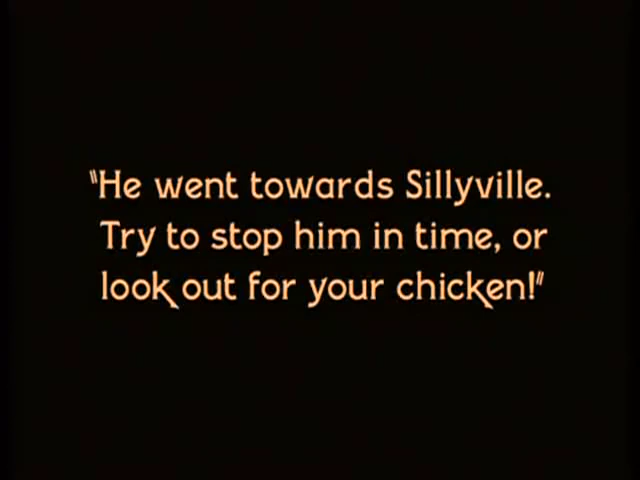 "He went towards Sillyville.
Try to stop him in time, or
look out for your chicken!"